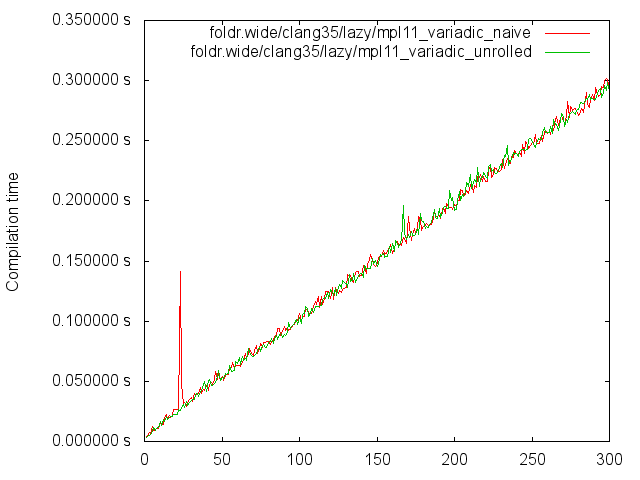 foldr.wide/clang35/lazy/mpl11_variadic_naive
foldr.wide/clang35/lazy/mpl11_variadic_unrolled
0.350000 s
0.300000 s
0.250000 s
0.200000 s
0.150000 s
0.100000 s
0.050000 s
0.000000 s
Compilation time
0 50 100 150 200 250 300